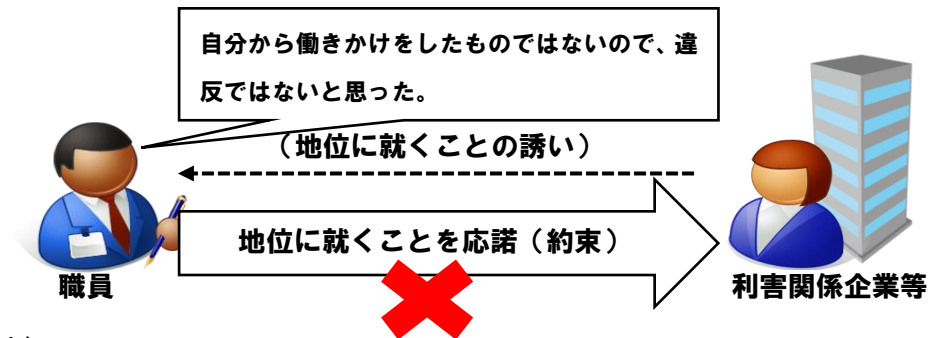 自分から働きかけをしたものではないので、違
反ではないと思った。
（地位に就くことの誘い）
地位に就くことを応諾（約束）
職員
利害関係企業等